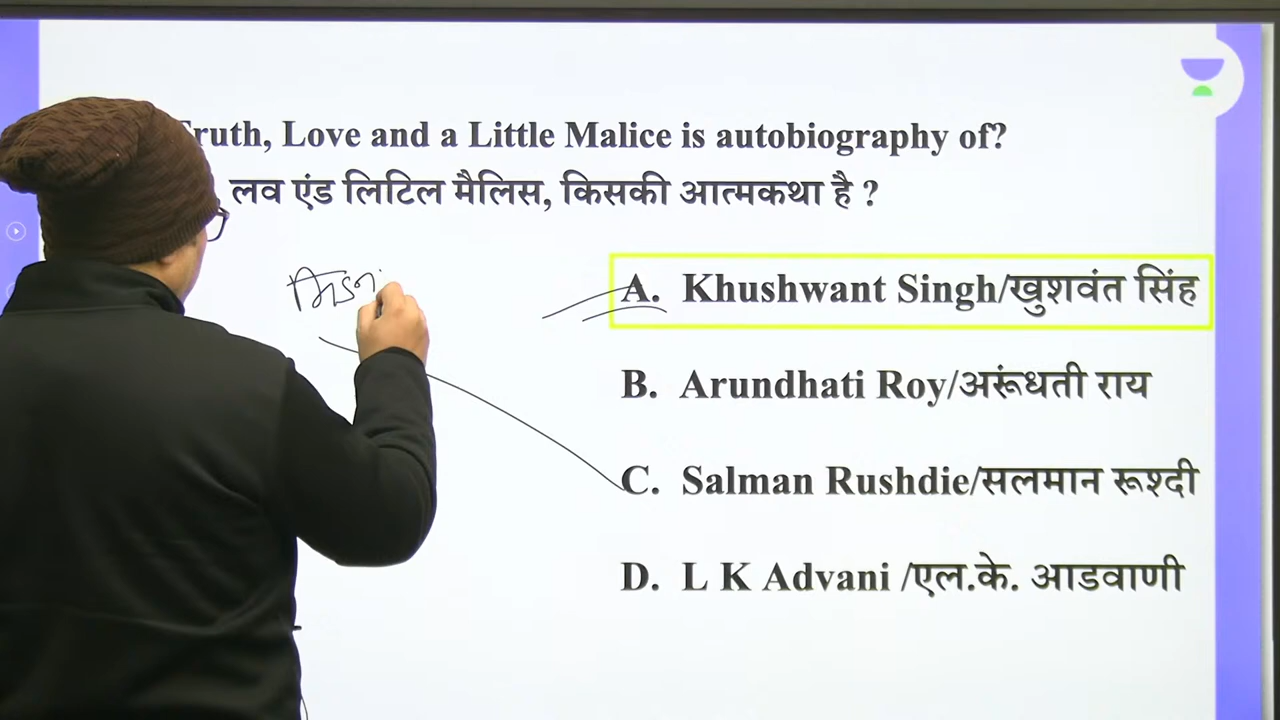 Truth, Love and a Little Malice is autobiography of?
लव एंड लिटिल मैलिस, किसकी आत्मकथा है ?
A. Khushwant Singh/खुशवंत सिंह
B. Arundhati Roy/अरूंधती राय
C. Salman Rushdie/सलमान रूश्दी
D. L K Advani /एल.के. आडवाणी